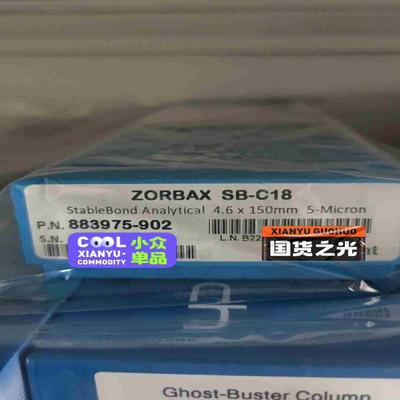 ZORBAX SB-C18
StableBond Analytical 4.6 x 150mm 5-Micron
P.N. 883975-902
S.N.
L.N. B22
COOL 小众
XIANYU· 单品
COMMODITY
XIANYU GUOHUO
国货之光
Ghost-Buster Column